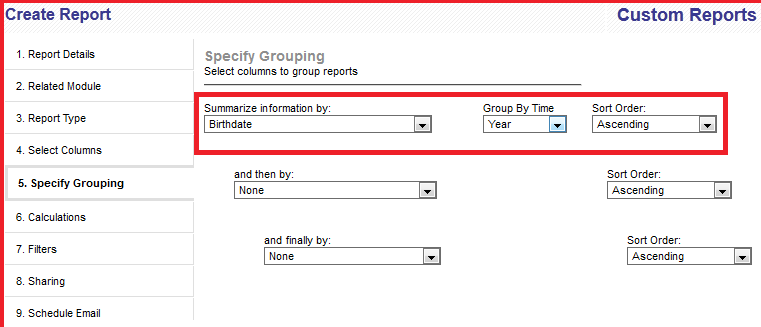 Create Report
Custom Reports
1. Report Details
2. Related Module
3. Report Type
4. Select Columns
5. Specify Grouping
6. Calculations
7. Filters
8. Sharing
9. Schedule Email
Specify Grouping
Select columns to group reports
Summarize information by: Group By Time Sort Order:
Birthdate Year Ascending
and then by: Sort Order:
None Ascending
and finally by: Sort Order:
None Ascending